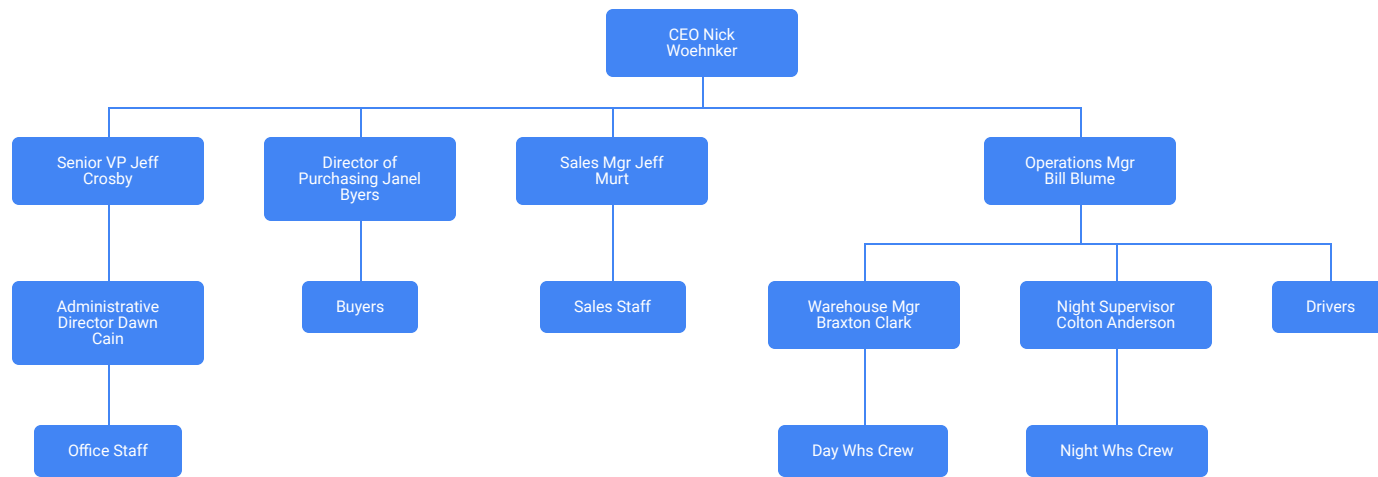 CEO Nick
Woehnker
Senior VP Jeff
Crosby
Director of
Purchasing Janel
Byers
Sales Mgr Jeff
Murt
Operations Mgr
Bill Blume
Administrative
Director Dawn
Cain
Buyers
Sales Staff
Warehouse Mgr
Braxton Clark
Night Supervisor
Colton Anderson
Drivers
Office Staff
Day Whs Crew
Night Whs Crew